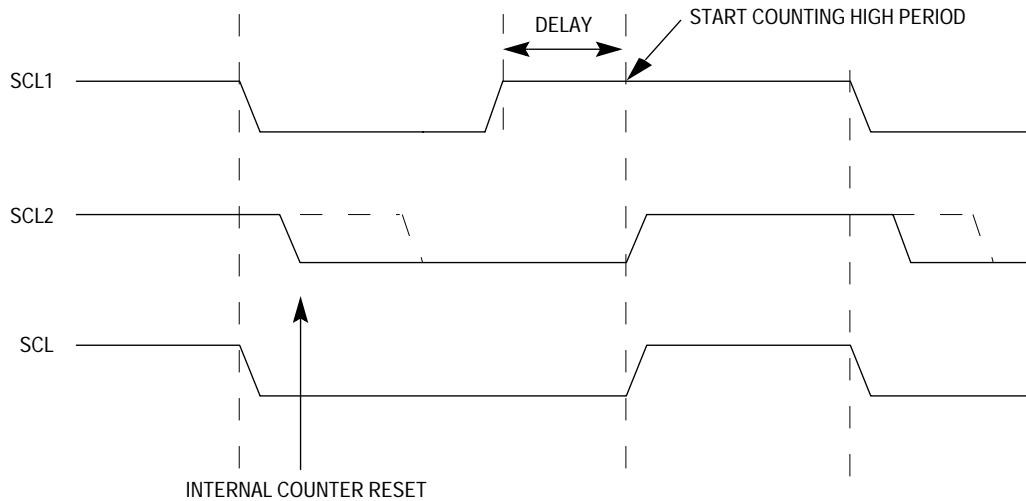 START COUNTING HIGH PERIOD
DELAY
SCL1
SCL2
SCL
INTERNAL COUNTER RESET